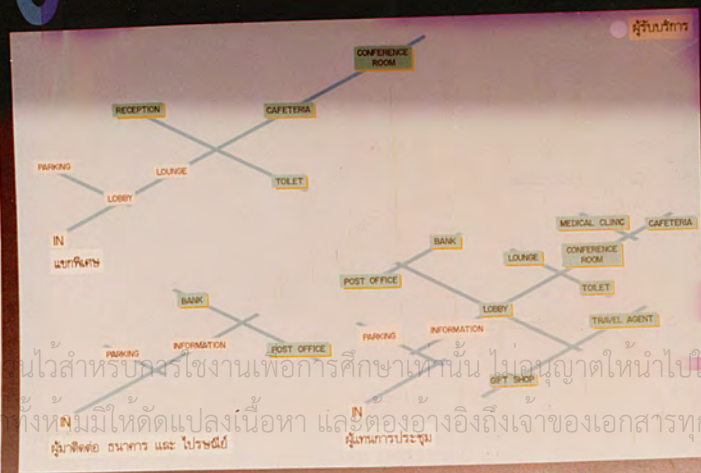 ผู้รับบริการ
CONFERENCE
ROOM
RECEPTION
CAFETERIA
PARKING
LOUNGE
TOILET
LOBBY
IN
แขกพิเศษ
MEDICAL CLINIC
CAFETERIA
BANK
LOUNGE
CONFERENCE
ROOM
POST OFFICE
TOILET
BANK
LOBBY
TRAVEL AGENT
PARKING
INFORMATION
POST OFFICE
PARKING
INFORMATION
GIFT SHOP
IN
ผู้มาติดต่อ ธนาคาร และ ไปรษณีย์
IN
ผู้แทนการประชุม
วนไว้สำหรับการใช้งานเพื่อการศึกษาเท่านั้น ไม่อนุญาตให้นำไปใ
ทั้งห้ามมิให้ดัดแปลงเนื้อหา และต้องอ้างอิงถึงเจ้าของเอกสารทุก